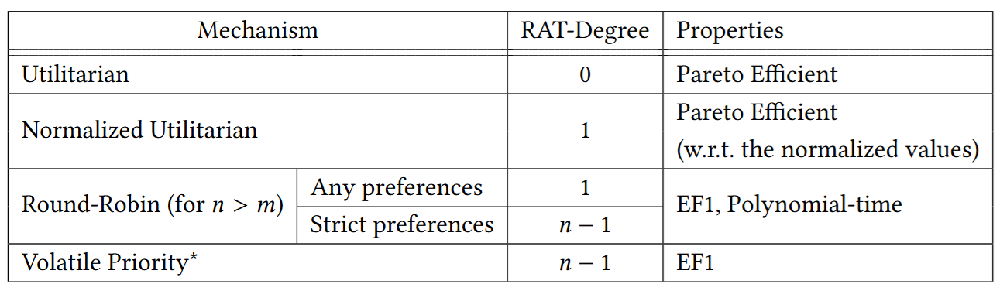 Mechanism RAT-Degree Properties
Utilitarian 0 Pareto Efficient
Normalized Utilitarian 1 Pareto Efficient
(w.r.t. the normalized values)
Round-Robin (for n > m) Any preferences 1 EF1, Polynomial-time
Strict preferences n − 1
Volatile Priority* n − 1 EF1